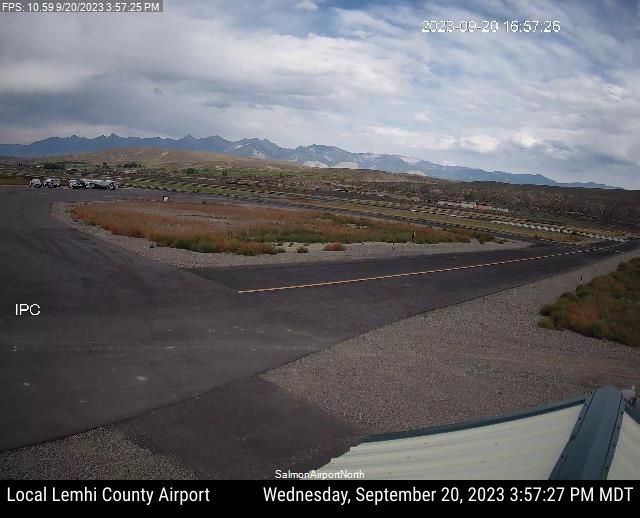 FPS: 10.59 9/20/2023 3:57:25 PM
2023-09-20 16:57:26
IPC
SalmonAirportNorth
Local Lemhi County Airport Wednesday, September 20, 2023 3:57:27 PM MDT